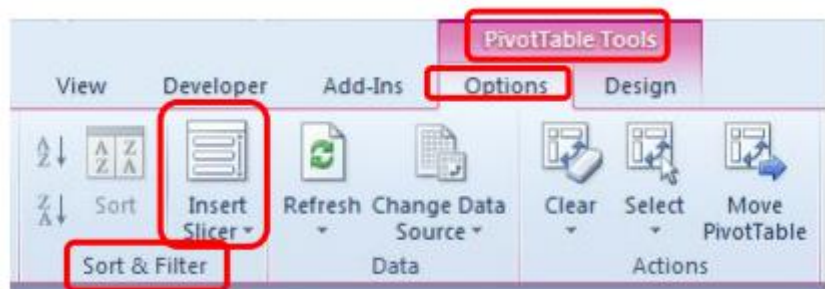 PivotTable Tools
View Developer Add-Ins Options Design
A Z A Z Z A
Z A Sort Insert Slicer Refresh Change Data Source Clear Select Move PivotTable
Sort & Filter Data Actions